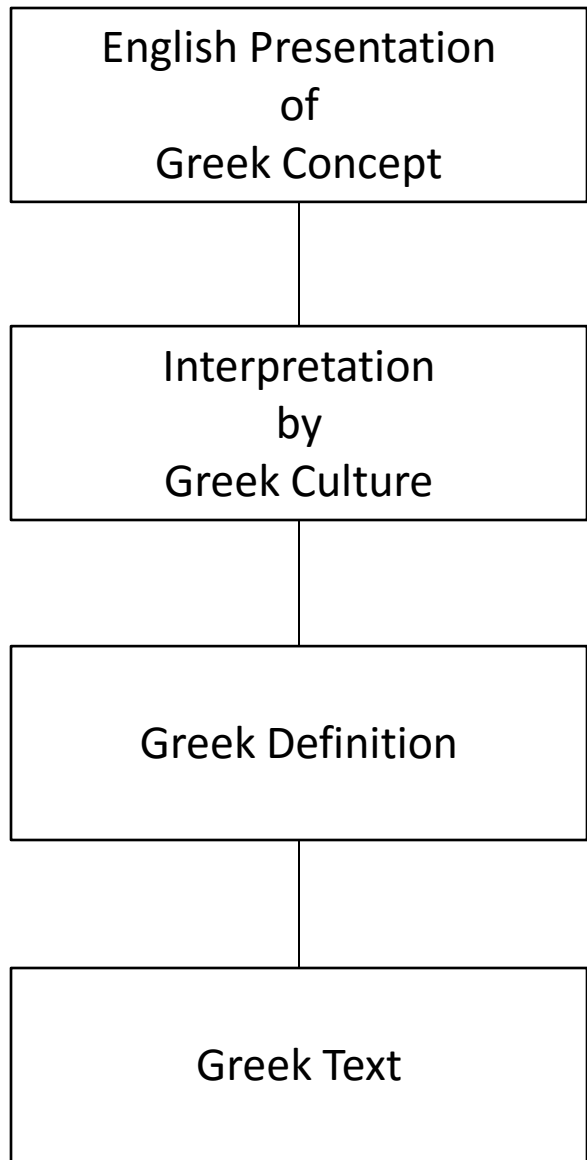 English Presentation
of
Greek Concept
Interpretation
by
Greek Culture
Greek Definition
Greek Text